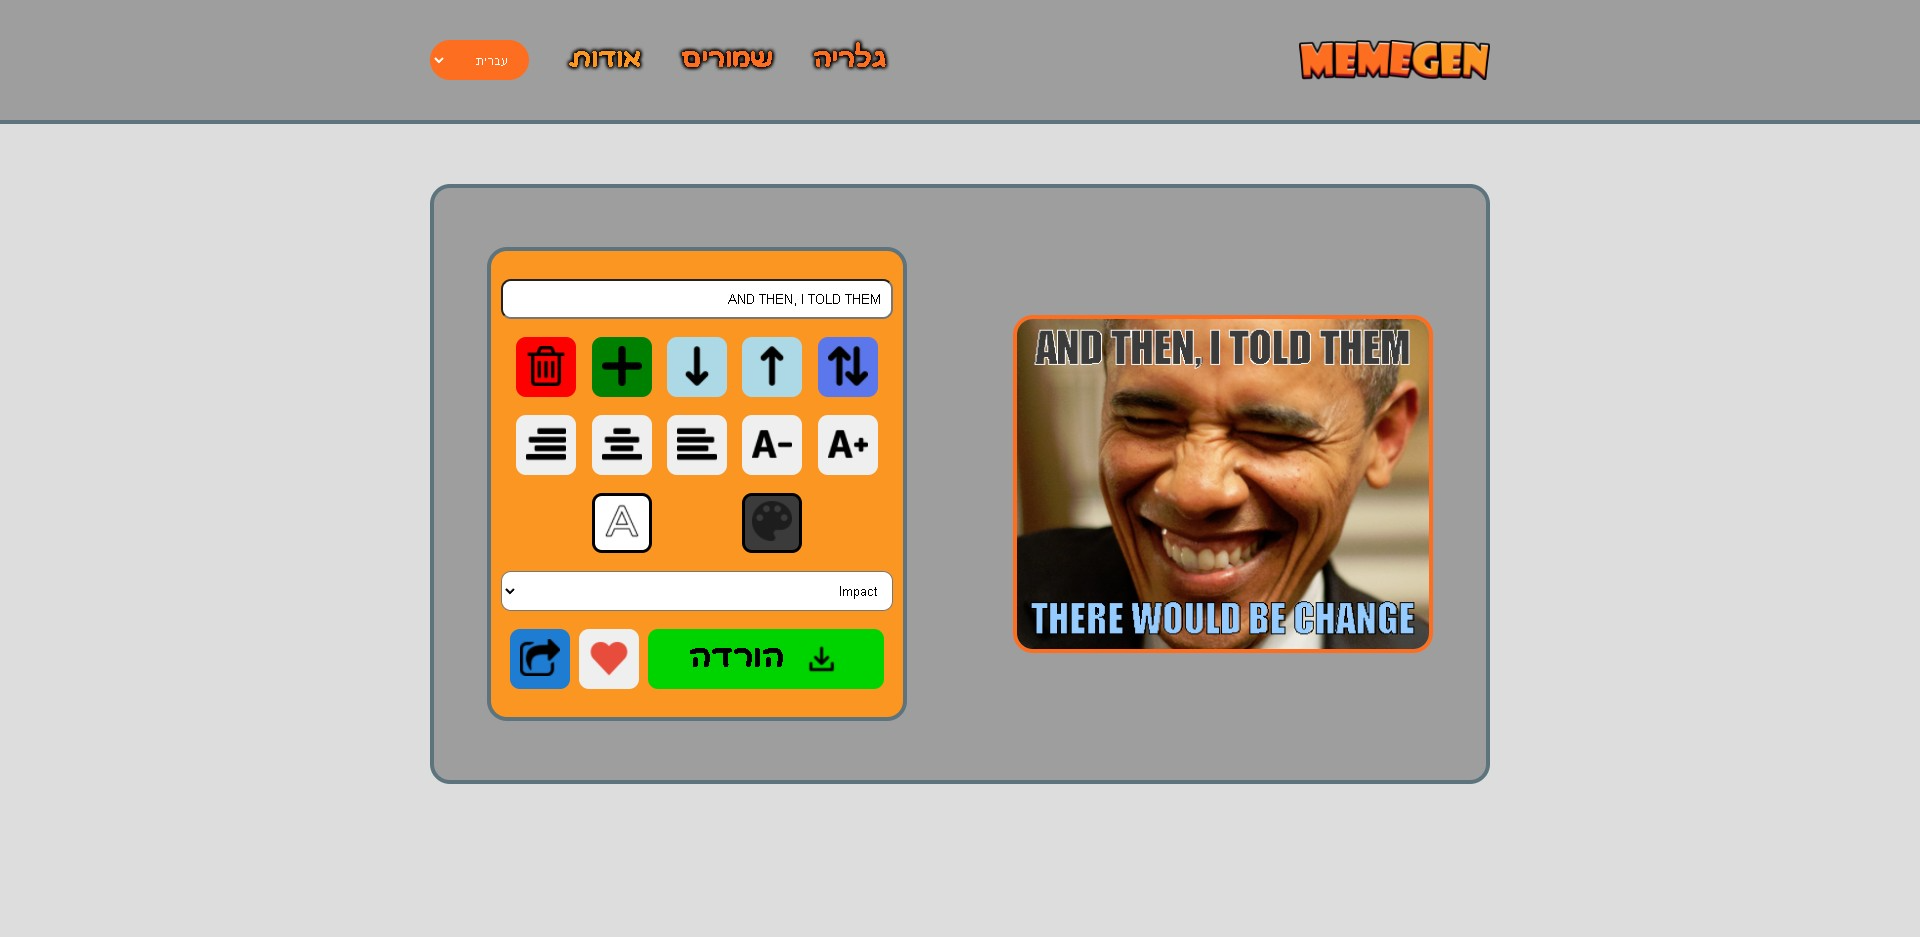 MEMEGEN
גלריה
שמורים
אודות
עברית
AND THEN, I TOLD THEM
A+
A-
A
Impact
הורדה
AND THEN, I TOLD THEM
THERE WOULD BE CHANGE